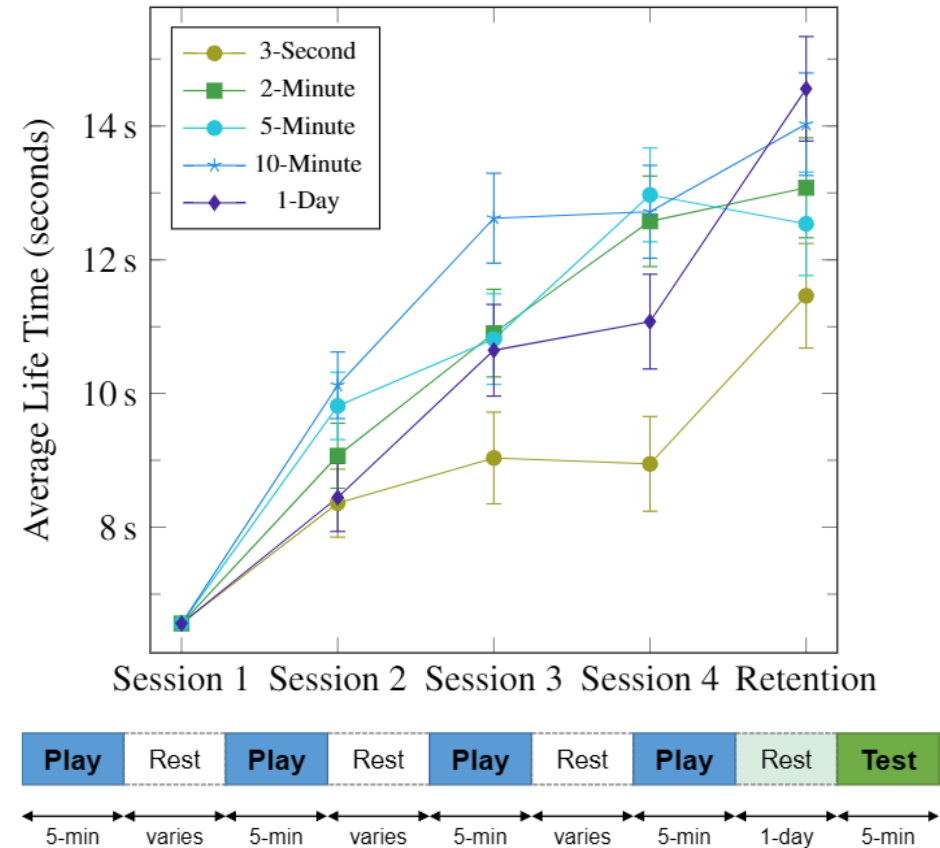 3-Second
2-Minute
5-Minute
10-Minute
1-Day
Average Life Time (seconds)
14 s
12 s
10 s
8 s
Session 1 Session 2 Session 3 Session 4 Retention
Play Rest Play Rest Play Rest Play Rest Test
5-min varies 5-min varies 5-min varies 5-min 1-day 5-min